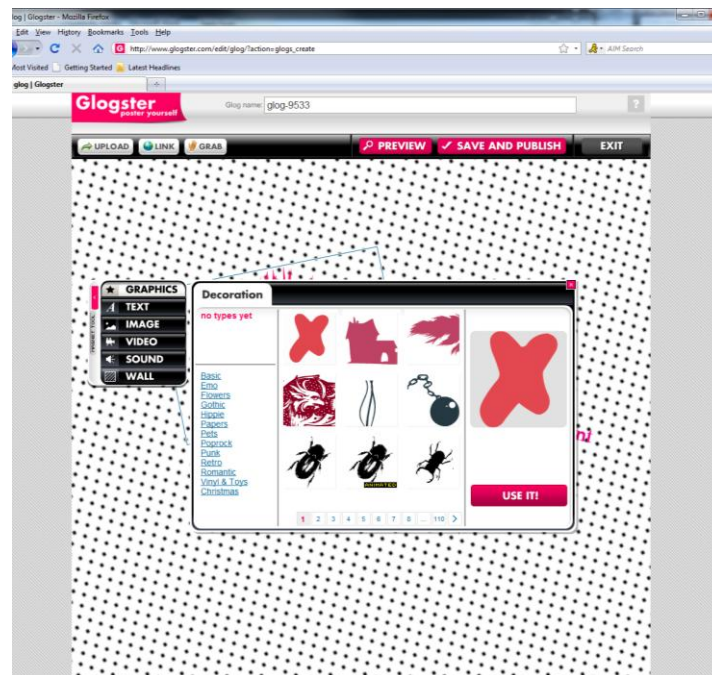 log | Glogster - Mozilla Firefox
Edit View History Bookmarks Tools Help
http://www.glogster.com/edit/glog/?action=glogs_create
AIM Search
Most Visited Getting Started Latest Headlines
glog | Glogster
Glogster
poster yourself
Glog name: glog-9533
?
UPLOAD LINK GRAB PREVIEW SAVE AND PUBLISH EXIT
GRAPHICS
TEXT
IMAGE
VIDEO
SOUND
WALL
MAGNET TOOL
Decoration
no types yet
Basic
Emo
Flowers
Gothic
Hippie
Papers
Pets
Poprock
Punk
Retro
Romantic
Vinyl & Toys
Christmas
ANIMATED
1 2 3 4 5 6 7 8 ... 110 >
USE IT!